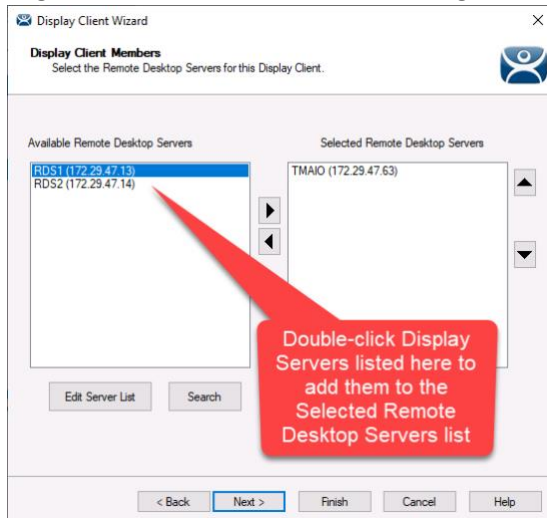 Display Client Wizard
Display Client Members
Select the Remote Desktop Servers for this Display Client.
Available Remote Desktop Servers
RDS1 (172.29.47.13)
RDS2 (172.29.47.14)
Selected Remote Desktop Servers
TMAIO (172.29.47.63)
Double-click Display
Servers listed here to
add them to the
Selected Remote
Desktop Servers list
Edit Server List
Search
< Back
Next >
Finish
Cancel
Help